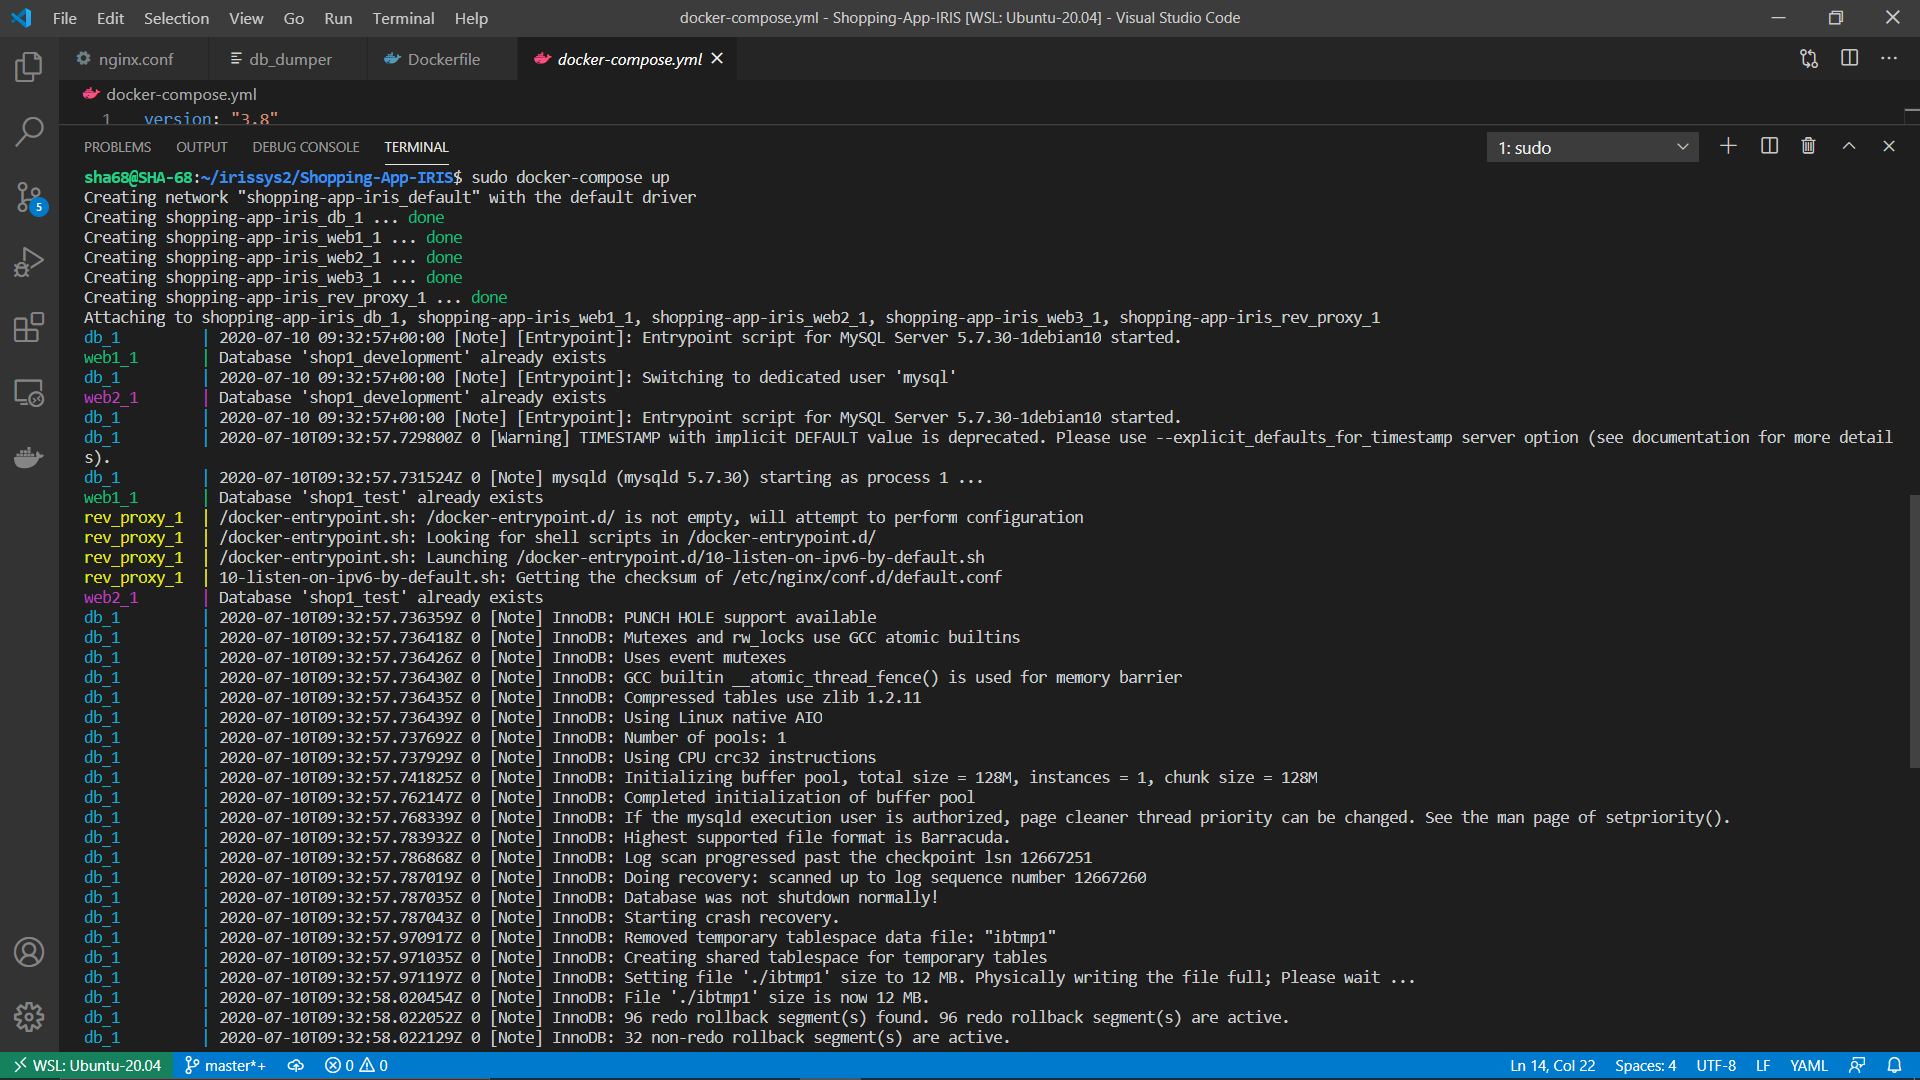 File Edit Selection View Go Run Terminal Help
docker-compose.yml - Shopping-App-IRIS [WSL: Ubuntu-20.04] - Visual Studio Code
nginx.conf db_dumper Dockerfile docker-compose.yml
docker-compose.yml
1 version: "3.8"
PROBLEMS OUTPUT DEBUG CONSOLE TERMINAL
1: sudo
sha68@SHA-68:~/irissys2/Shopping-App-IRIS$ sudo docker-compose up
Creating network "shopping-app-iris_default" with the default driver
Creating shopping-app-iris_db_1 ... done
Creating shopping-app-iris_web1_1 ... done
Creating shopping-app-iris_web2_1 ... done
Creating shopping-app-iris_web3_1 ... done
Creating shopping-app-iris_rev_proxy_1 ... done
Attaching to shopping-app-iris_db_1, shopping-app-iris_web1_1, shopping-app-iris_web2_1, shopping-app-iris_web3_1, shopping-app-iris_rev_proxy_1
db_1 | 2020-07-10 09:32:57+00:00 [Note] [Entrypoint]: Entrypoint script for MySQL Server 5.7.30-1debian10 started.
web1_1 | Database 'shop1_development' already exists
db_1 | 2020-07-10 09:32:57+00:00 [Note] [Entrypoint]: Switching to dedicated user 'mysql'
web2_1 | Database 'shop1_development' already exists
db_1 | 2020-07-10 09:32:57+00:00 [Note] [Entrypoint]: Entrypoint script for MySQL Server 5.7.30-1debian10 started.
db_1 | 2020-07-10T09:32:57.729800Z 0 [Warning] TIMESTAMP with implicit DEFAULT value is deprecated. Please use --explicit_defaults_for_timestamp server option (see documentation for more detail
s).
db_1 | 2020-07-10T09:32:57.731524Z 0 [Note] mysqld (mysqld 5.7.30) starting as process 1 ...
web1_1 | Database 'shop1_test' already exists
rev_proxy_1 | /docker-entrypoint.sh: /docker-entrypoint.d/ is not empty, will attempt to perform configuration
rev_proxy_1 | /docker-entrypoint.sh: Looking for shell scripts in /docker-entrypoint.d/
rev_proxy_1 | /docker-entrypoint.sh: Launching /docker-entrypoint.d/10-listen-on-ipv6-by-default.sh
rev_proxy_1 | 10-listen-on-ipv6-by-default.sh: Getting the checksum of /etc/nginx/conf.d/default.conf
web2_1 | Database 'shop1_test' already exists
db_1 | 2020-07-10T09:32:57.736359Z 0 [Note] InnoDB: PUNCH HOLE support available
db_1 | 2020-07-10T09:32:57.736418Z 0 [Note] InnoDB: Mutexes and rw_locks use GCC atomic builtins
db_1 | 2020-07-10T09:32:57.736426Z 0 [Note] InnoDB: Uses event mutexes
db_1 | 2020-07-10T09:32:57.736430Z 0 [Note] InnoDB: GCC builtin __atomic_thread_fence() is used for memory barrier
db_1 | 2020-07-10T09:32:57.736435Z 0 [Note] InnoDB: Compressed tables use zlib 1.2.11
db_1 | 2020-07-10T09:32:57.736439Z 0 [Note] InnoDB: Using Linux native AIO
db_1 | 2020-07-10T09:32:57.737692Z 0 [Note] InnoDB: Number of pools: 1
db_1 | 2020-07-10T09:32:57.737929Z 0 [Note] InnoDB: Using CPU crc32 instructions
db_1 | 2020-07-10T09:32:57.741825Z 0 [Note] InnoDB: Initializing buffer pool, total size = 128M, instances = 1, chunk size = 128M
db_1 | 2020-07-10T09:32:57.762147Z 0 [Note] InnoDB: Completed initialization of buffer pool
db_1 | 2020-07-10T09:32:57.768339Z 0 [Note] InnoDB: If the mysqld execution user is authorized, page cleaner thread priority can be changed. See the man page of setpriority().
db_1 | 2020-07-10T09:32:57.783932Z 0 [Note] InnoDB: Highest supported file format is Barracuda.
db_1 | 2020-07-10T09:32:57.786868Z 0 [Note] InnoDB: Log scan progressed past the checkpoint lsn 12667251
db_1 | 2020-07-10T09:32:57.787019Z 0 [Note] InnoDB: Doing recovery: scanned up to log sequence number 12667260
db_1 | 2020-07-10T09:32:57.787035Z 0 [Note] InnoDB: Database was not shutdown normally!
db_1 | 2020-07-10T09:32:57.787043Z 0 [Note] InnoDB: Starting crash recovery.
db_1 | 2020-07-10T09:32:57.970917Z 0 [Note] InnoDB: Removed temporary tablespace data file: "ibtmp1"
db_1 | 2020-07-10T09:32:57.971035Z 0 [Note] InnoDB: Creating shared tablespace for temporary tables
db_1 | 2020-07-10T09:32:57.971197Z 0 [Note] InnoDB: Setting file './ibtmp1' size to 12 MB. Physically writing the file full; Please wait ...
db_1 | 2020-07-10T09:32:58.020454Z 0 [Note] InnoDB: File './ibtmp1' size is now 12 MB.
db_1 | 2020-07-10T09:32:58.022052Z 0 [Note] InnoDB: 96 redo rollback segment(s) found. 96 redo rollback segment(s) are active.
db_1 | 2020-07-10T09:32:58.022129Z 0 [Note] InnoDB: 32 non-redo rollback segment(s) are active.
5
WSL: Ubuntu-20.04 master*+ 0 0 Ln 14, Col 22 Spaces: 4 UTF-8 LF YAML